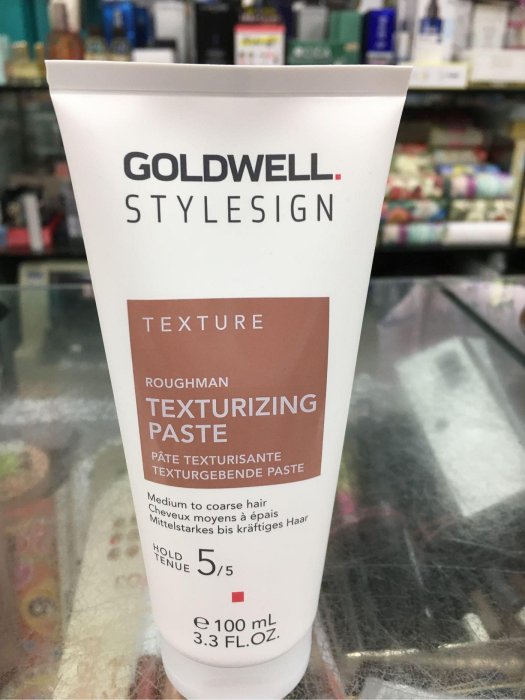 GOLDWELL.
STYLESIGN
TEXTURE
ROUGHMAN
TEXTURIZING
PASTE
PÂTE TEXTURISANTE
TEXTURGEBENDE PASTE
Medium to coarse hair
Cheveux moyens à épais
Mittelstarkes bis kräftiges Haar
HOLD
TENUE 5/5
℮ 100 mL
3.3 FL.OZ.